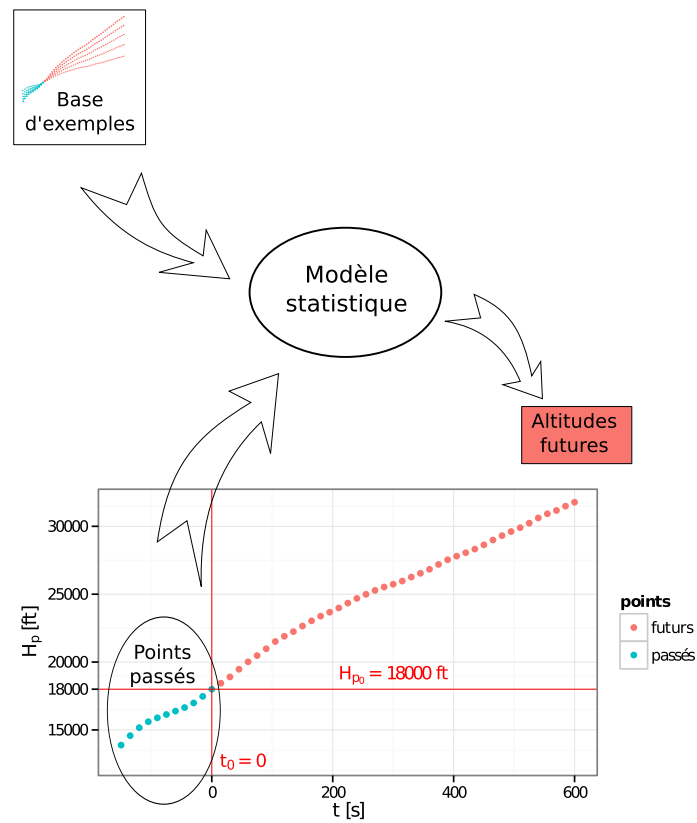 Base
d'exemples
Modèle
statistique
Altitudes
futures
30000
25000
20000
18000
15000
Hp [ft]
Points
passés
Hp0 = 18000 ft
t0 = 0
0
200
400
600
t [s]
points
futurs
passés